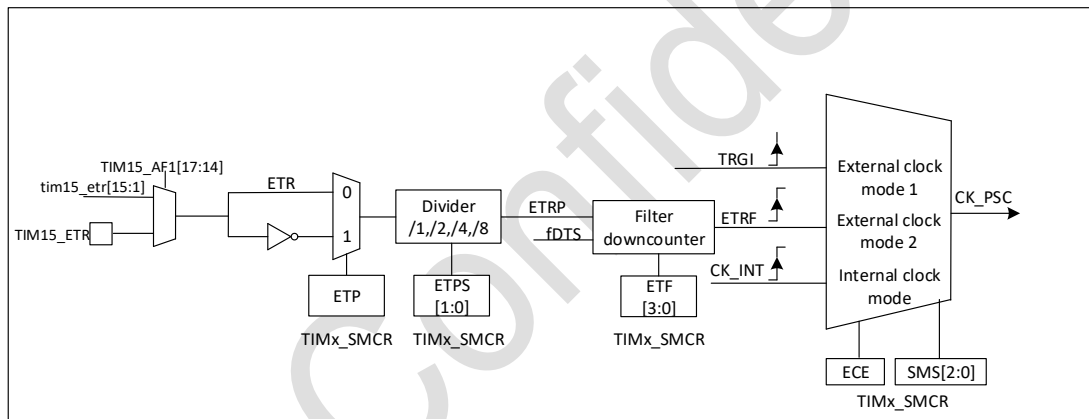 Confide
TIM15_AF1[17:14]
tim15_etr[15:1]
TIM15_ETR
ETR
0
1
ETP
TIMx_SMCR
Divider
/1,/2,/4,/8
ETPS
[1:0]
TIMx_SMCR
ETRP
fDTS
Filter
downcounter
ETF
[3:0]
TIMx_SMCR
TRGI
ETRF
CK_INT
External clock
mode 1
External clock
mode 2
Internal clock
mode
CK_PSC
ECE
SMS[2:0]
TIMx_SMCR